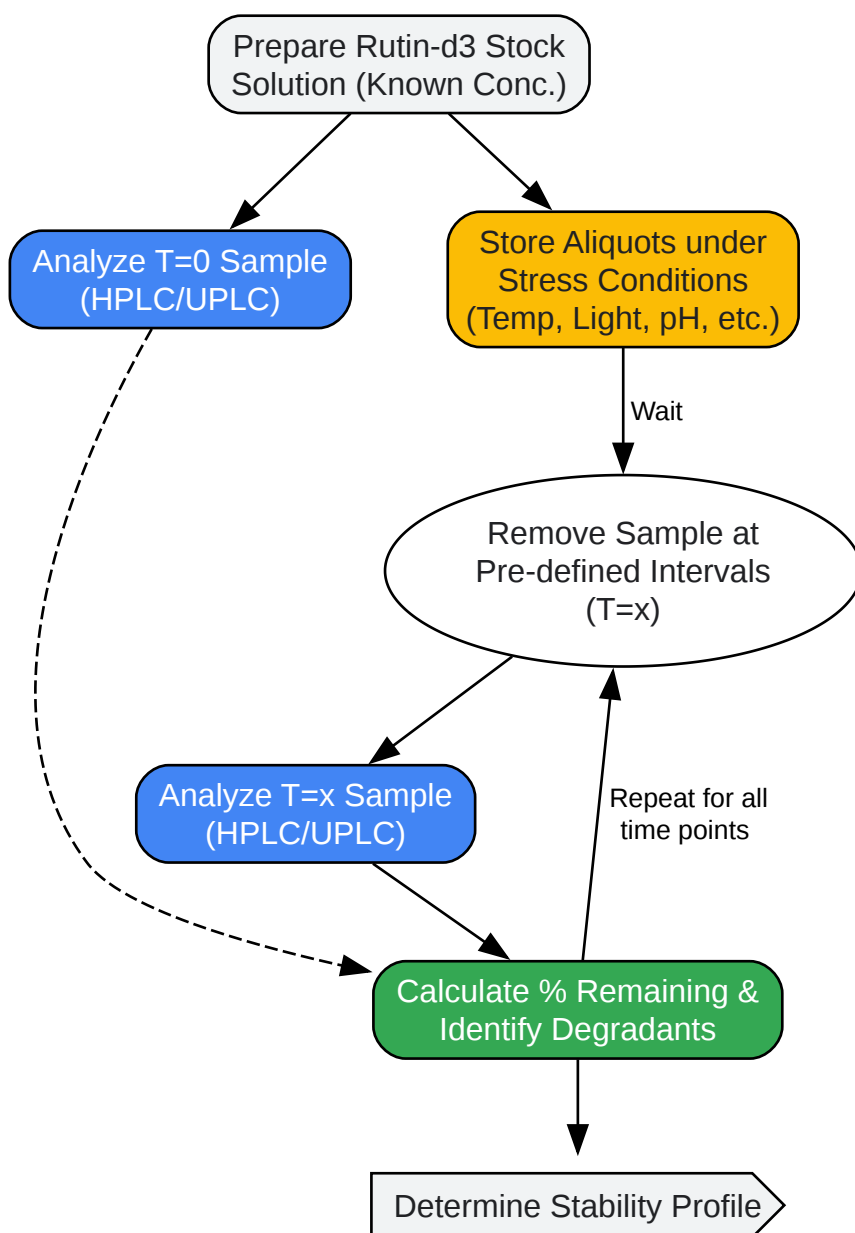 Prepare Rutin-d3 Stock
Solution (Known Conc.)
Analyze T=0 Sample
(HPLC/UPLC)
Store Aliquots under
Stress Conditions
(Temp, Light, pH, etc.)
Wait
Remove Sample at
Pre-defined Intervals
(T=x)
Analyze T=x Sample
(HPLC/UPLC)
Repeat for all
time points
Calculate % Remaining &
Identify Degradants
Determine Stability Profile